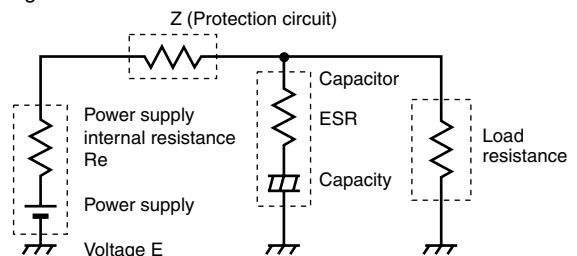 Z (Protection circuit)
Capacitor
ESR
Capacity
Power supply
internal resistance
Re
Power supply
Voltage E
Load
resistance